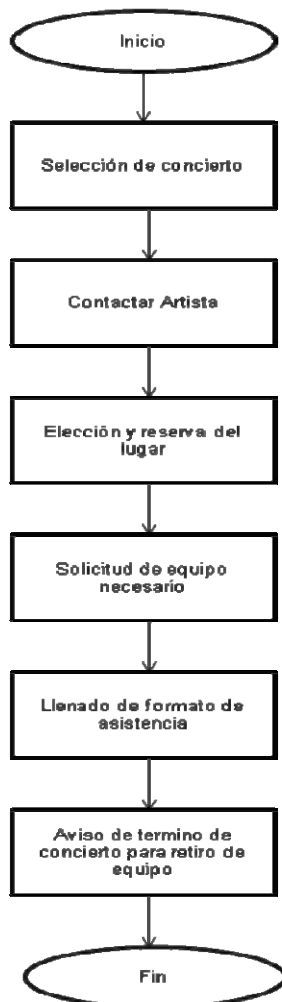 Inicio
Selección de concierto
Contactar Artista
Elección y reserva del
lugar
Solicitud de equipo
necesario
Llenado de formato de
asistencia
Aviso de termino de
concierto para retiro de
equipo
Fin